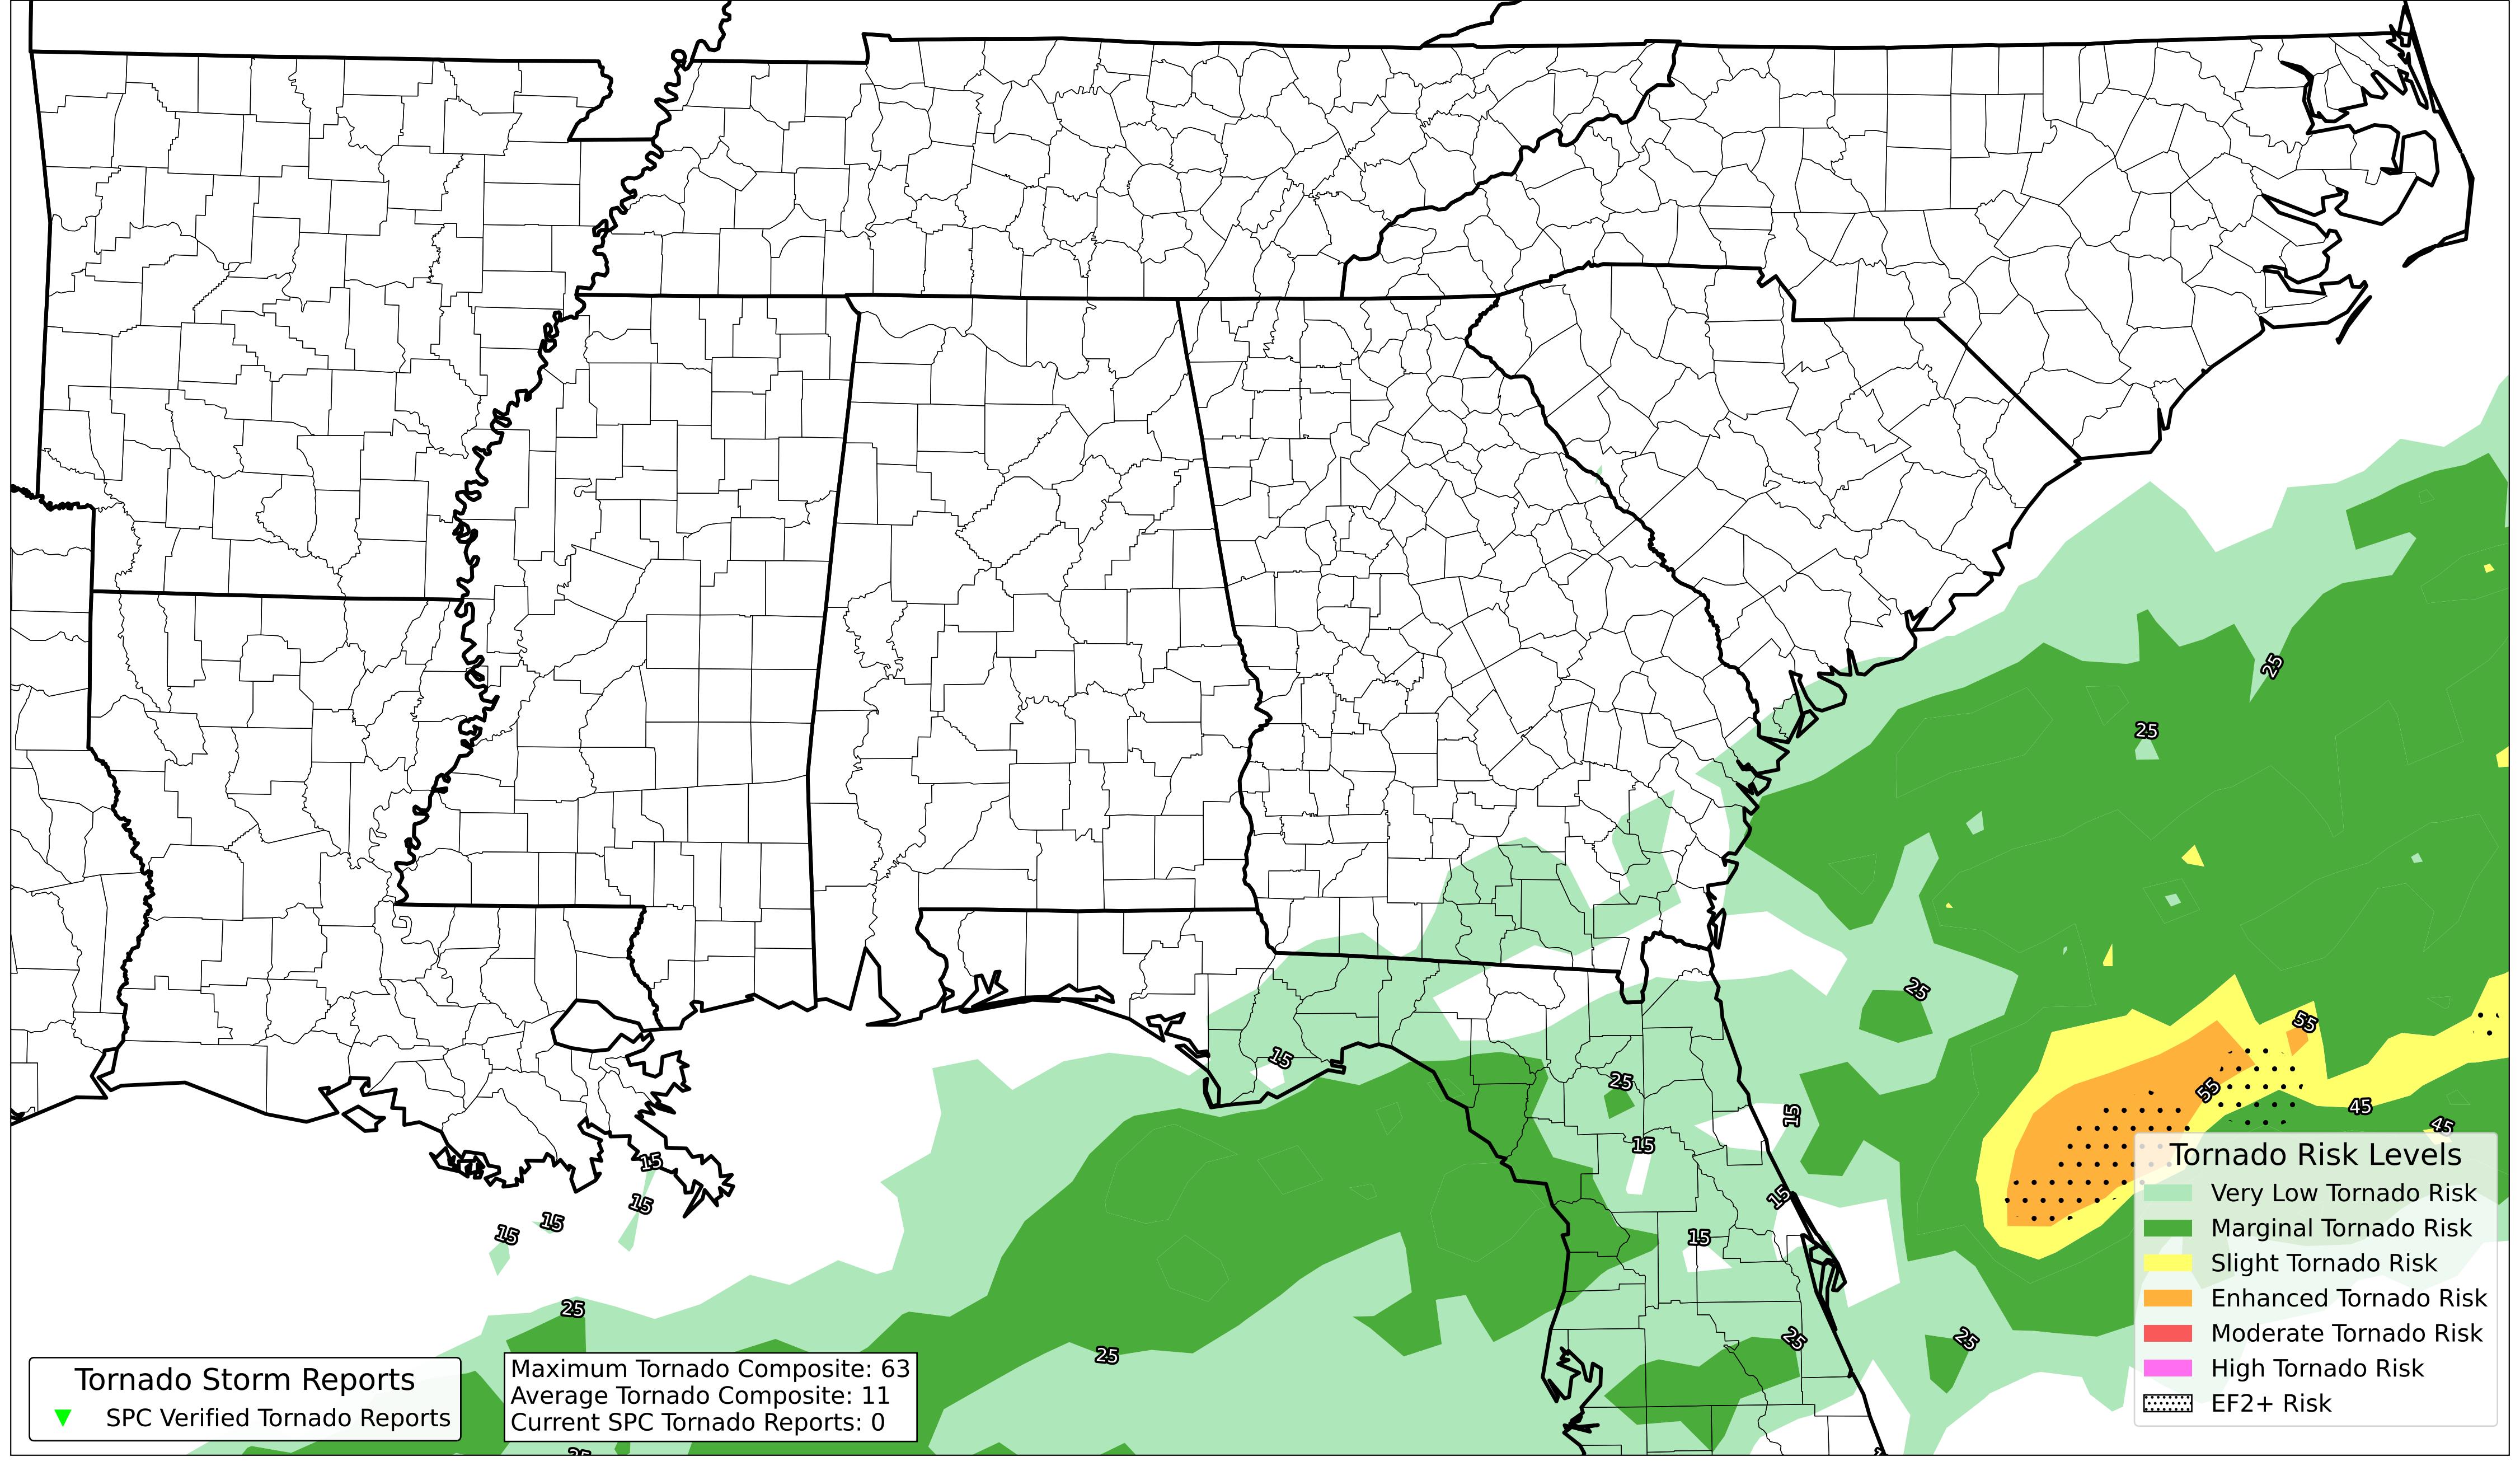 25
25
25
55
15
25
55
45
15
45
15
15
15
15
15
15
15
25
25
25
25
25
Tornado Storm Reports
SPC Verified Tornado Reports
Maximum Tornado Composite: 63
Average Tornado Composite: 11
Current SPC Tornado Reports: 0
Tornado Risk Levels
Very Low Tornado Risk
Marginal Tornado Risk
Slight Tornado Risk
Enhanced Tornado Risk
Moderate Tornado Risk
High Tornado Risk
EF2+ Risk